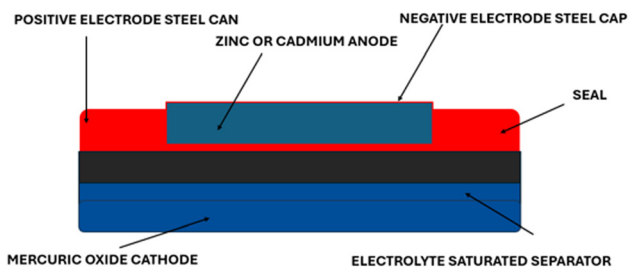 POSITIVE ELECTRODE STEEL CAN
NEGATIVE ELECTRODE STEEL CAP
ZINC OR CADMIUM ANODE
SEAL
MERCURIC OXIDE CATHODE
ELECTROLYTE SATURATED SEPARATOR